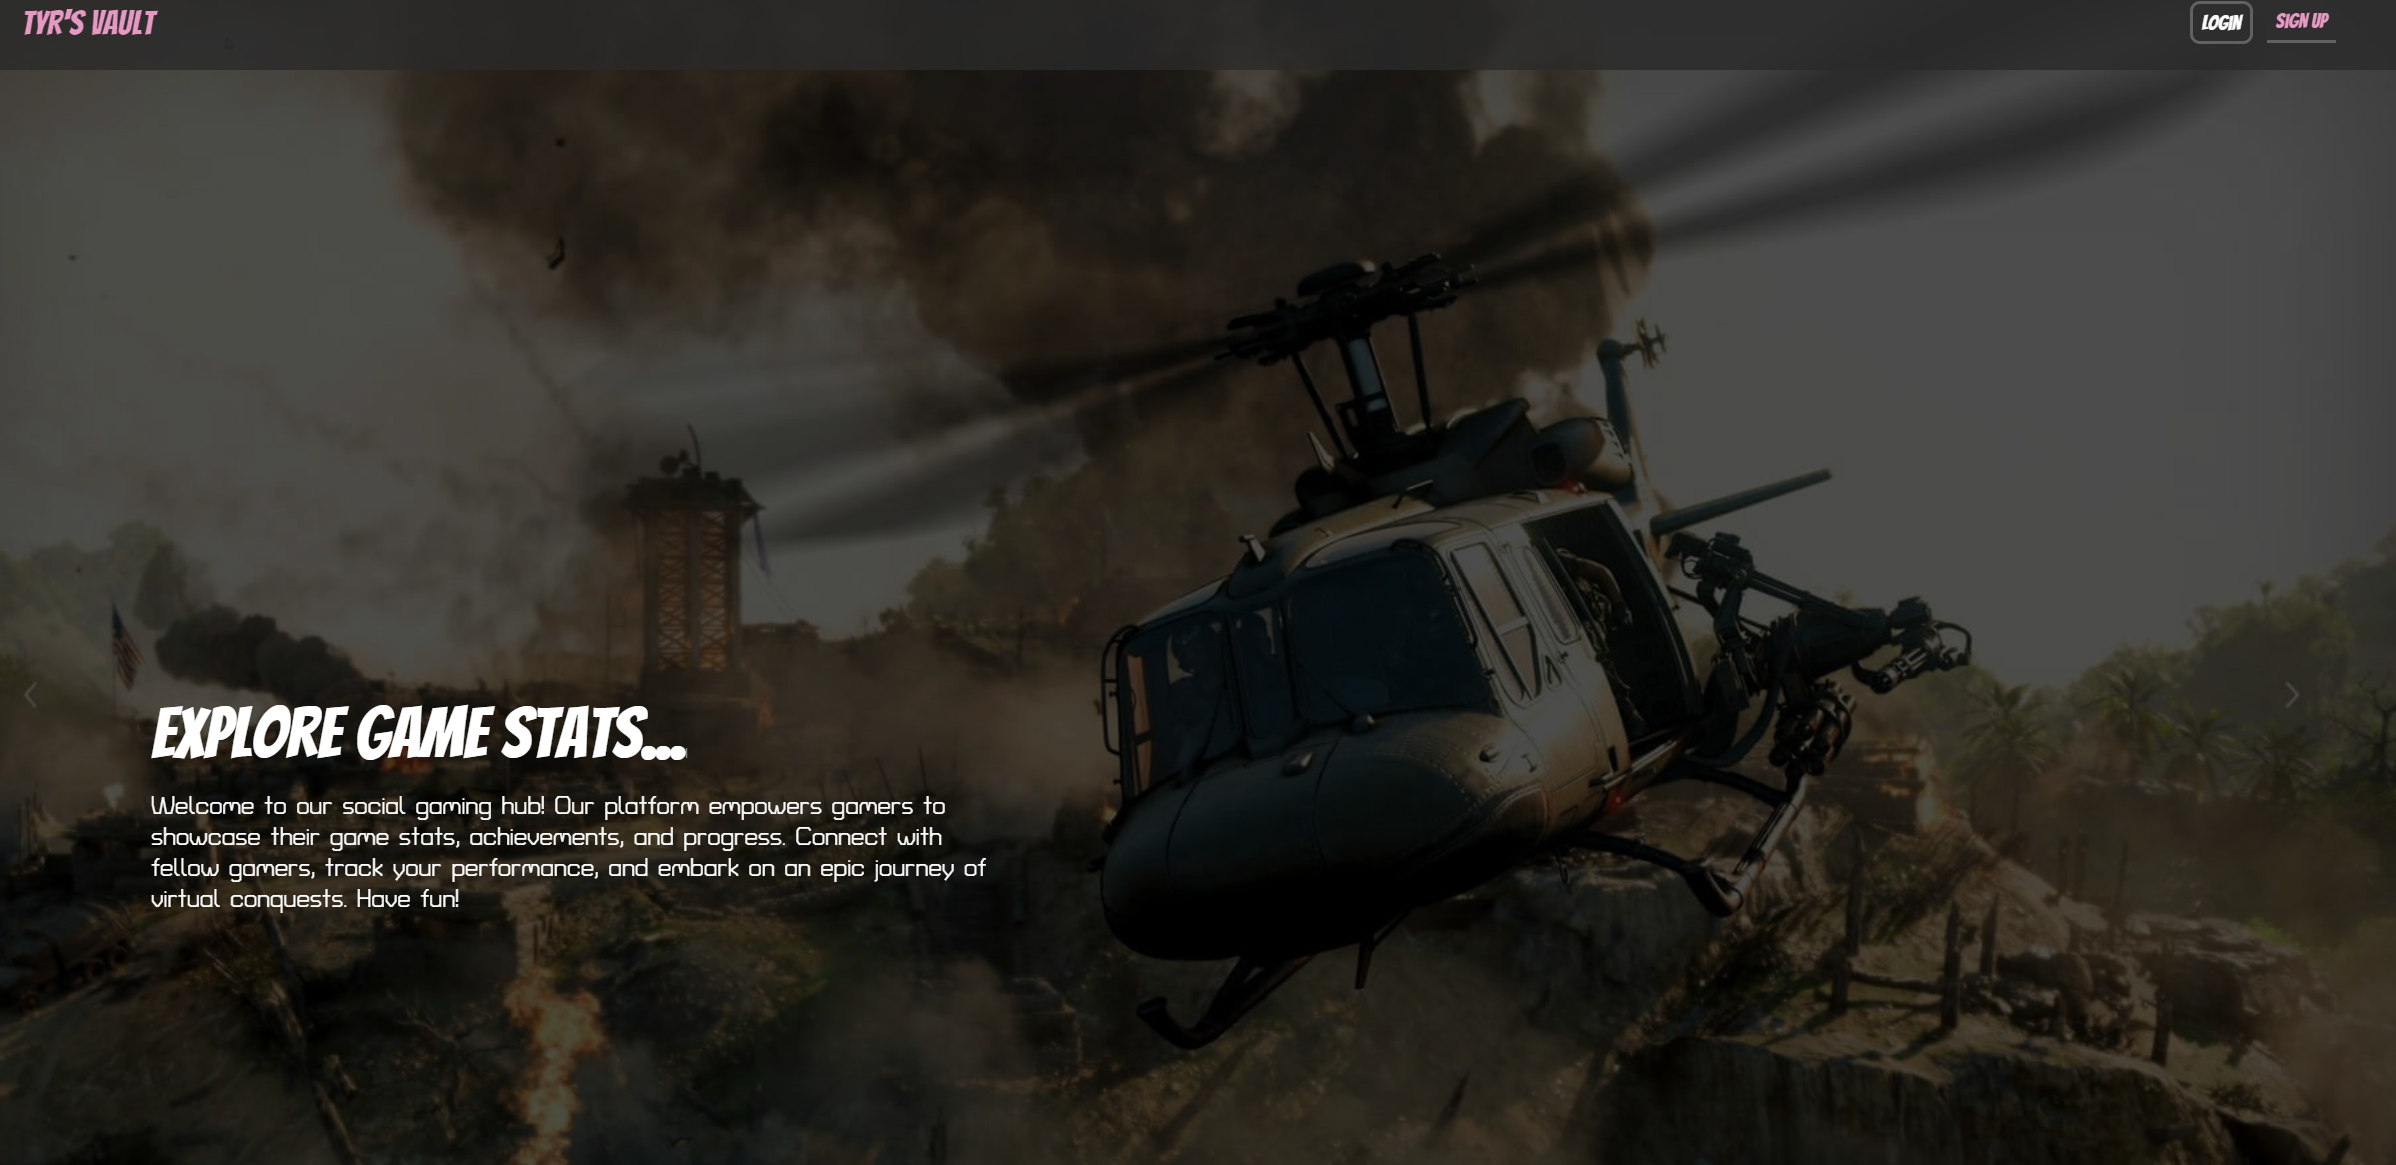 TYR'S VAULT
LOGIN
SIGN UP
EXPLORE GAME STATS...
Welcome to our social gaming hub! Our platform empowers gamers to
showcase their game stats, achievements, and progress. Connect with
fellow gamers, track your performance, and embark on an epic journey of
virtual conquests. Have fun!